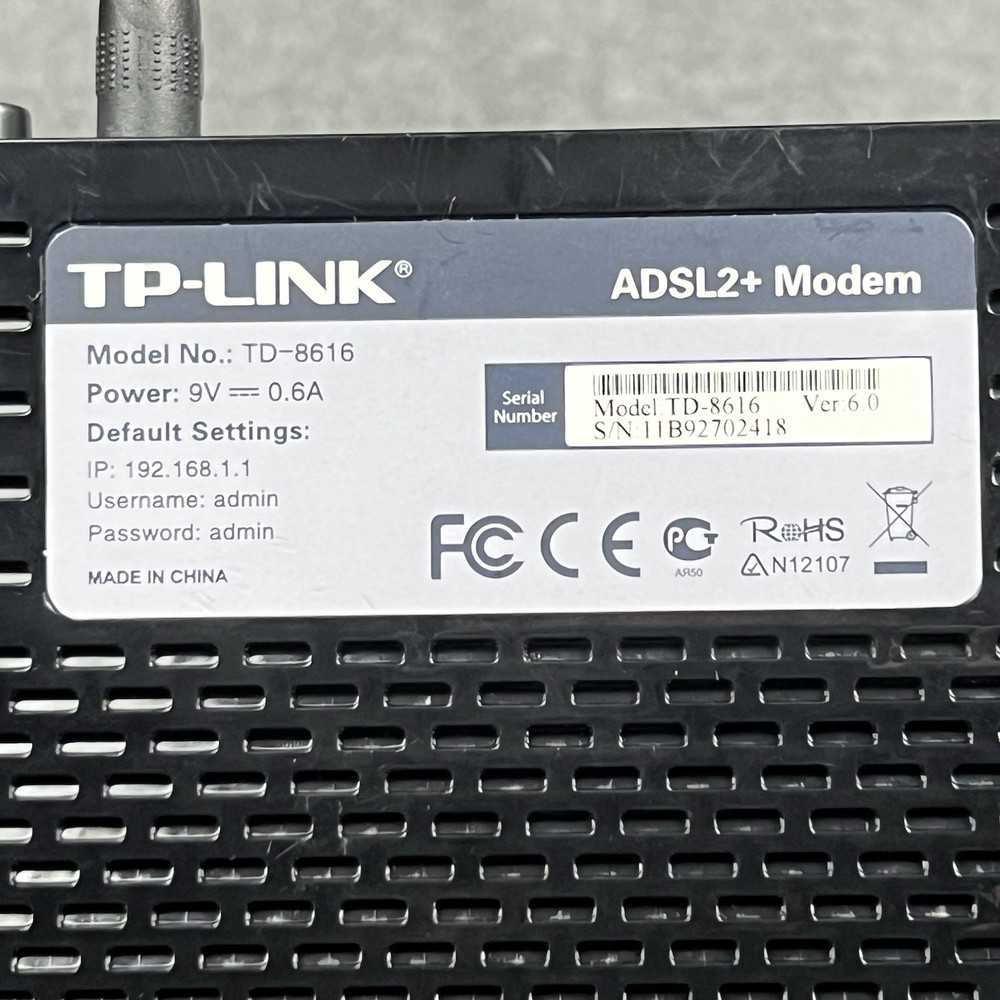 TP-LINK®
ADSL2+ Modem
Model No.: TD-8616
Power: 9V ⎓ 0.6A
Default Settings:
IP: 192.168.1.1
Username: admin
Password: admin
MADE IN CHINA
Serial
Number
Model:TD-8616 Ver:6.0
S/N:11B92702418
FC CE
PG
АЯ50
RoHS
N12107